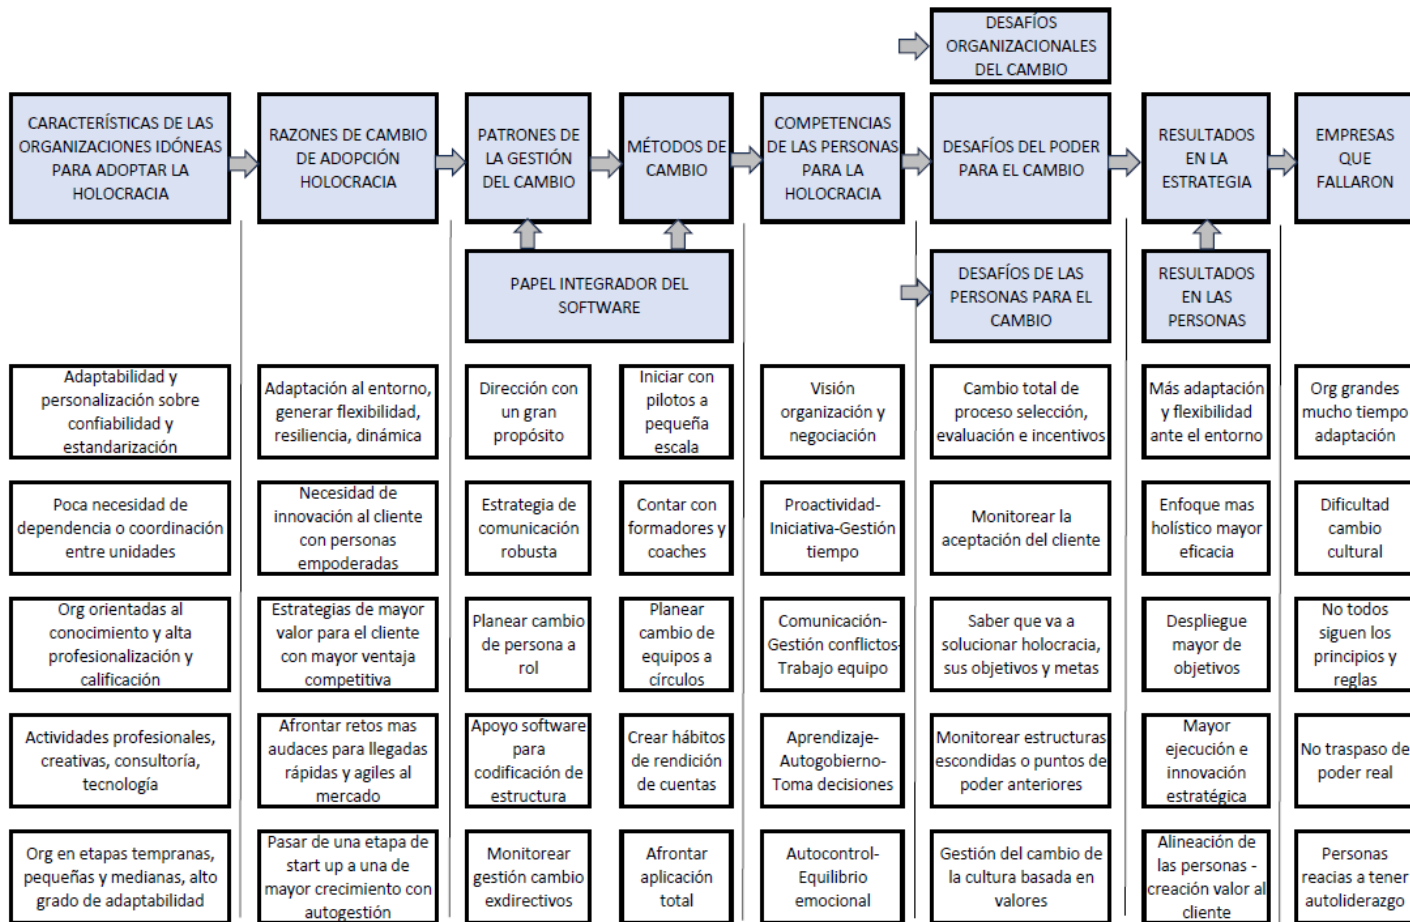 DESAFÍOS
ORGANIZACIONALES
DEL CAMBIO
CARACTERÍSTICAS DE LAS
ORGANIZACIONES IDÓNEAS
PARA ADOPTAR LA
HOLOCRACIA
RAZONES DE CAMBIO
DE ADOPCIÓN
HOLOCRACIA
PATRONES DE
LA GESTIÓN
DEL CAMBIO
MÉTODOS DE
CAMBIO
COMPETENCIAS
DE LAS PERSONAS
PARA LA
HOLOCRACIA
DESAFÍOS DEL PODER
PARA EL CAMBIO
RESULTADOS
EN LA
ESTRATEGIA
EMPRESAS
QUE
FALLARON
PAPEL INTEGRADOR DEL
SOFTWARE
DESAFÍOS DE LAS
PERSONAS PARA EL
CAMBIO
RESULTADOS
EN LAS
PERSONAS
Adaptabilidad y
personalización sobre
confiabilidad y
estandarización
Adaptación al entorno,
generar flexibilidad,
resiliencia, dinámica
Dirección con
un gran
propósito
Iniciar con
pilotos a
pequeña
escala
Visión
organización y
negociación
Cambio total de
proceso selección,
evaluación e incentivos
Más adaptación
y flexibilidad
ante el entorno
Org grandes
mucho tiempo
adaptación
Poca necesidad de
dependencia o coordinación
entre unidades
Necesidad de
innovación al cliente
con personas
empoderadas
Estrategia de
comunicación
robusta
Contar con
formadores y
coaches
Proactividad-
Iniciativa-Gestión
tiempo
Monitorear la
aceptación del cliente
Enfoque mas
holístico mayor
eficacia
Dificultad
cambio
cultural
Org orientadas al
conocimiento y alta
profesionalización y
calificación
Estrategias de mayor
valor para el cliente
con mayor ventaja
competitiva
Planear cambio
de persona a
rol
Planear
cambio de
equipos a
círculos
Comunicación-
Gestión conflictos-
Trabajo equipo
Saber que va a
solucionar holocracia,
sus objetivos y metas
Despliegue
mayor de
objetivos
No todos
siguen los
principios y
reglas
Actividades profesionales,
creativas, consultoría,
tecnología
Afrontar retos mas
audaces para llegadas
rápidas y agiles al
mercado
Apoyo software
para
codificación de
estructura
Crear hábitos
de rendición
de cuentas
Aprendizaje-
Autogobierno-
Toma decisiones
Monitorear estructuras
escondidas o puntos de
poder anteriores
Mayor
ejecución e
innovación
estratégica
No traspaso de
poder real
Org en etapas tempranas,
pequeñas y medianas, alto
grado de adaptabilidad
Pasar de una etapa de
start up a una de
mayor crecimiento con
autogestión
Monitorear
gestión cambio
exdirectivos
Afrontar
aplicación
total
Autocontrol-
Equilibrio
emocional
Gestión del cambio de
la cultura basada en
valores
Alineación de
las personas -
creación valor al
cliente
Personas
reacias a tener
autoliderazgo